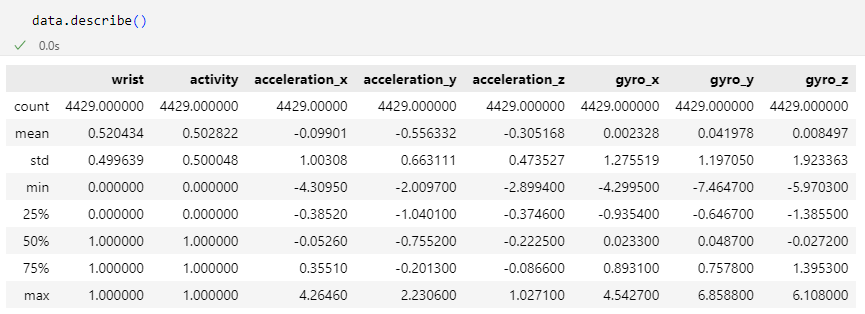 data.describe()
0.0s
wrist activity acceleration_x acceleration_y acceleration_z gyro_x gyro_y gyro_z
count 4429.000000 4429.000000 4429.00000 4429.000000 4429.000000 4429.000000 4429.000000 4429.000000
mean 0.520434 0.502822 -0.09901 -0.556332 -0.305168 0.002328 0.041978 0.008497
std 0.499639 0.500048 1.00308 0.663111 0.473527 1.275519 1.197050 1.923363
min 0.000000 0.000000 -4.30950 -2.009700 -2.899400 -4.299500 -7.464700 -5.970300
25% 0.000000 0.000000 -0.38520 -1.040100 -0.374600 -0.935400 -0.646700 -1.385500
50% 1.000000 1.000000 -0.05260 -0.755200 -0.222500 0.023300 0.048700 -0.027200
75% 1.000000 1.000000 0.35510 -0.201300 -0.086600 0.893100 0.757800 1.395300
max 1.000000 1.000000 4.26460 2.230600 1.027100 4.542700 6.858800 6.108000